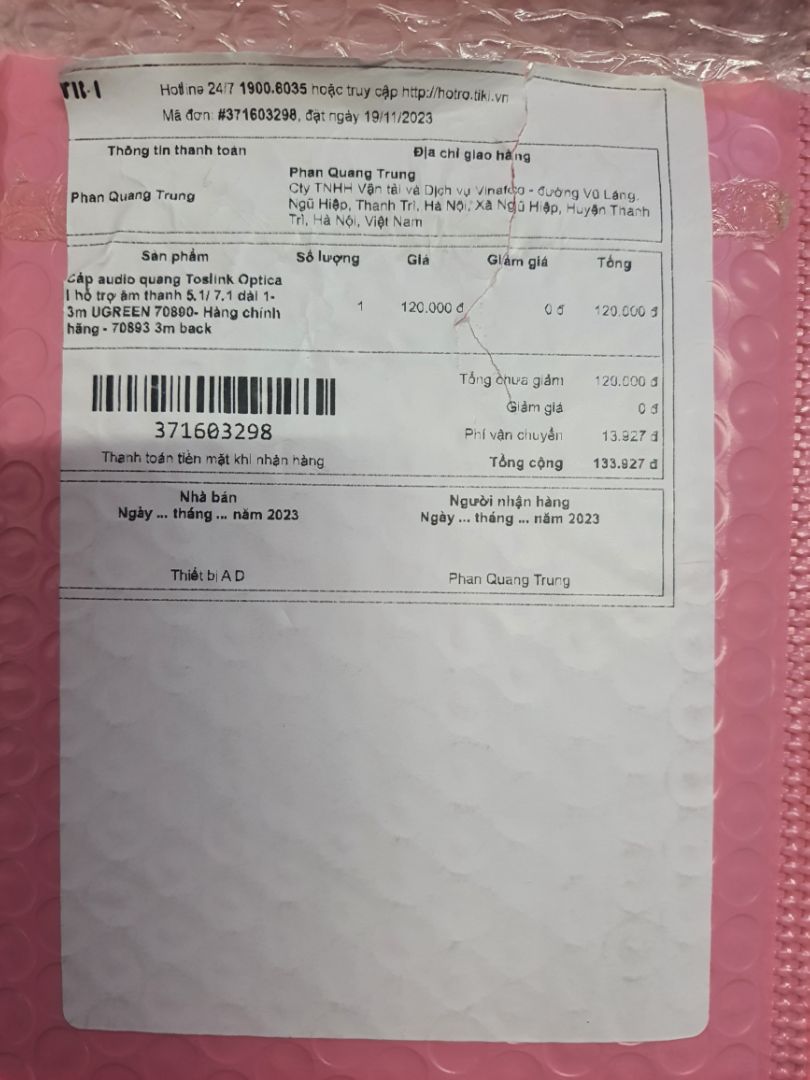 TIKI Hotline 24/7 1900.6035 hoặc truy cập http://hotro.tiki.vn
Mã đơn: #371603298, đặt ngày 19/11/2023
Thông tin thanh toán Địa chỉ giao hàng
Phan Quang Trung
Phan Quang Trung
Cty TNHH Vận tải và Dịch vụ Vinafco - đường Vũ Lăng,
Ngũ Hiệp, Thanh Trì, Hà Nội, Xã Ngũ Hiệp, Huyện Thanh
Trì, Hà Nội, Việt Nam
Sản phẩm Số lượng Giá Giảm giá Tổng
Cáp audio quang Toslink Optica
l hỗ trợ âm thanh 5.1/ 7.1 dài 1-
3m UGREEN 70890- Hàng chính
hãng - 70893 3m back
1 120.000 đ 0 đ 120.000 đ
Tổng chưa giảm 120.000 đ
Giảm giá 0 đ
371603298
Phí vận chuyển 13.927 đ
Thanh toán tiền mặt khi nhận hàng
Tổng cộng 133.927 đ
Nhà bán
Ngày ... tháng ... năm 2023
Người nhận hàng
Ngày ... tháng ... năm 2023
Thiết bị A D
Phan Quang Trung